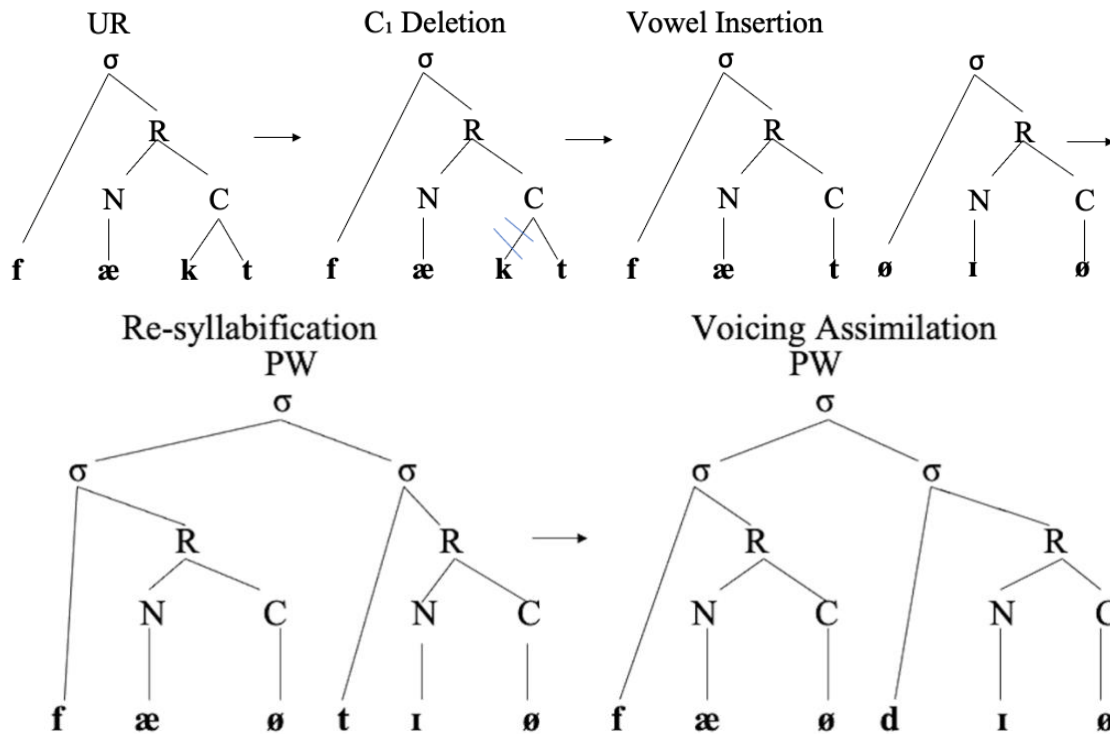 UR C₁ Deletion Vowel Insertion
σ σ σ σ
R R R R
N C N C N C N C
f æ k t f æ k t f æ t ø ɪ ø
Re-syllabification Voicing Assimilation
PW PW
σ σ
σ σ σ σ
R R R R
N C N C N C N C
f æ ø t ɪ ø f æ ø d ɪ ø